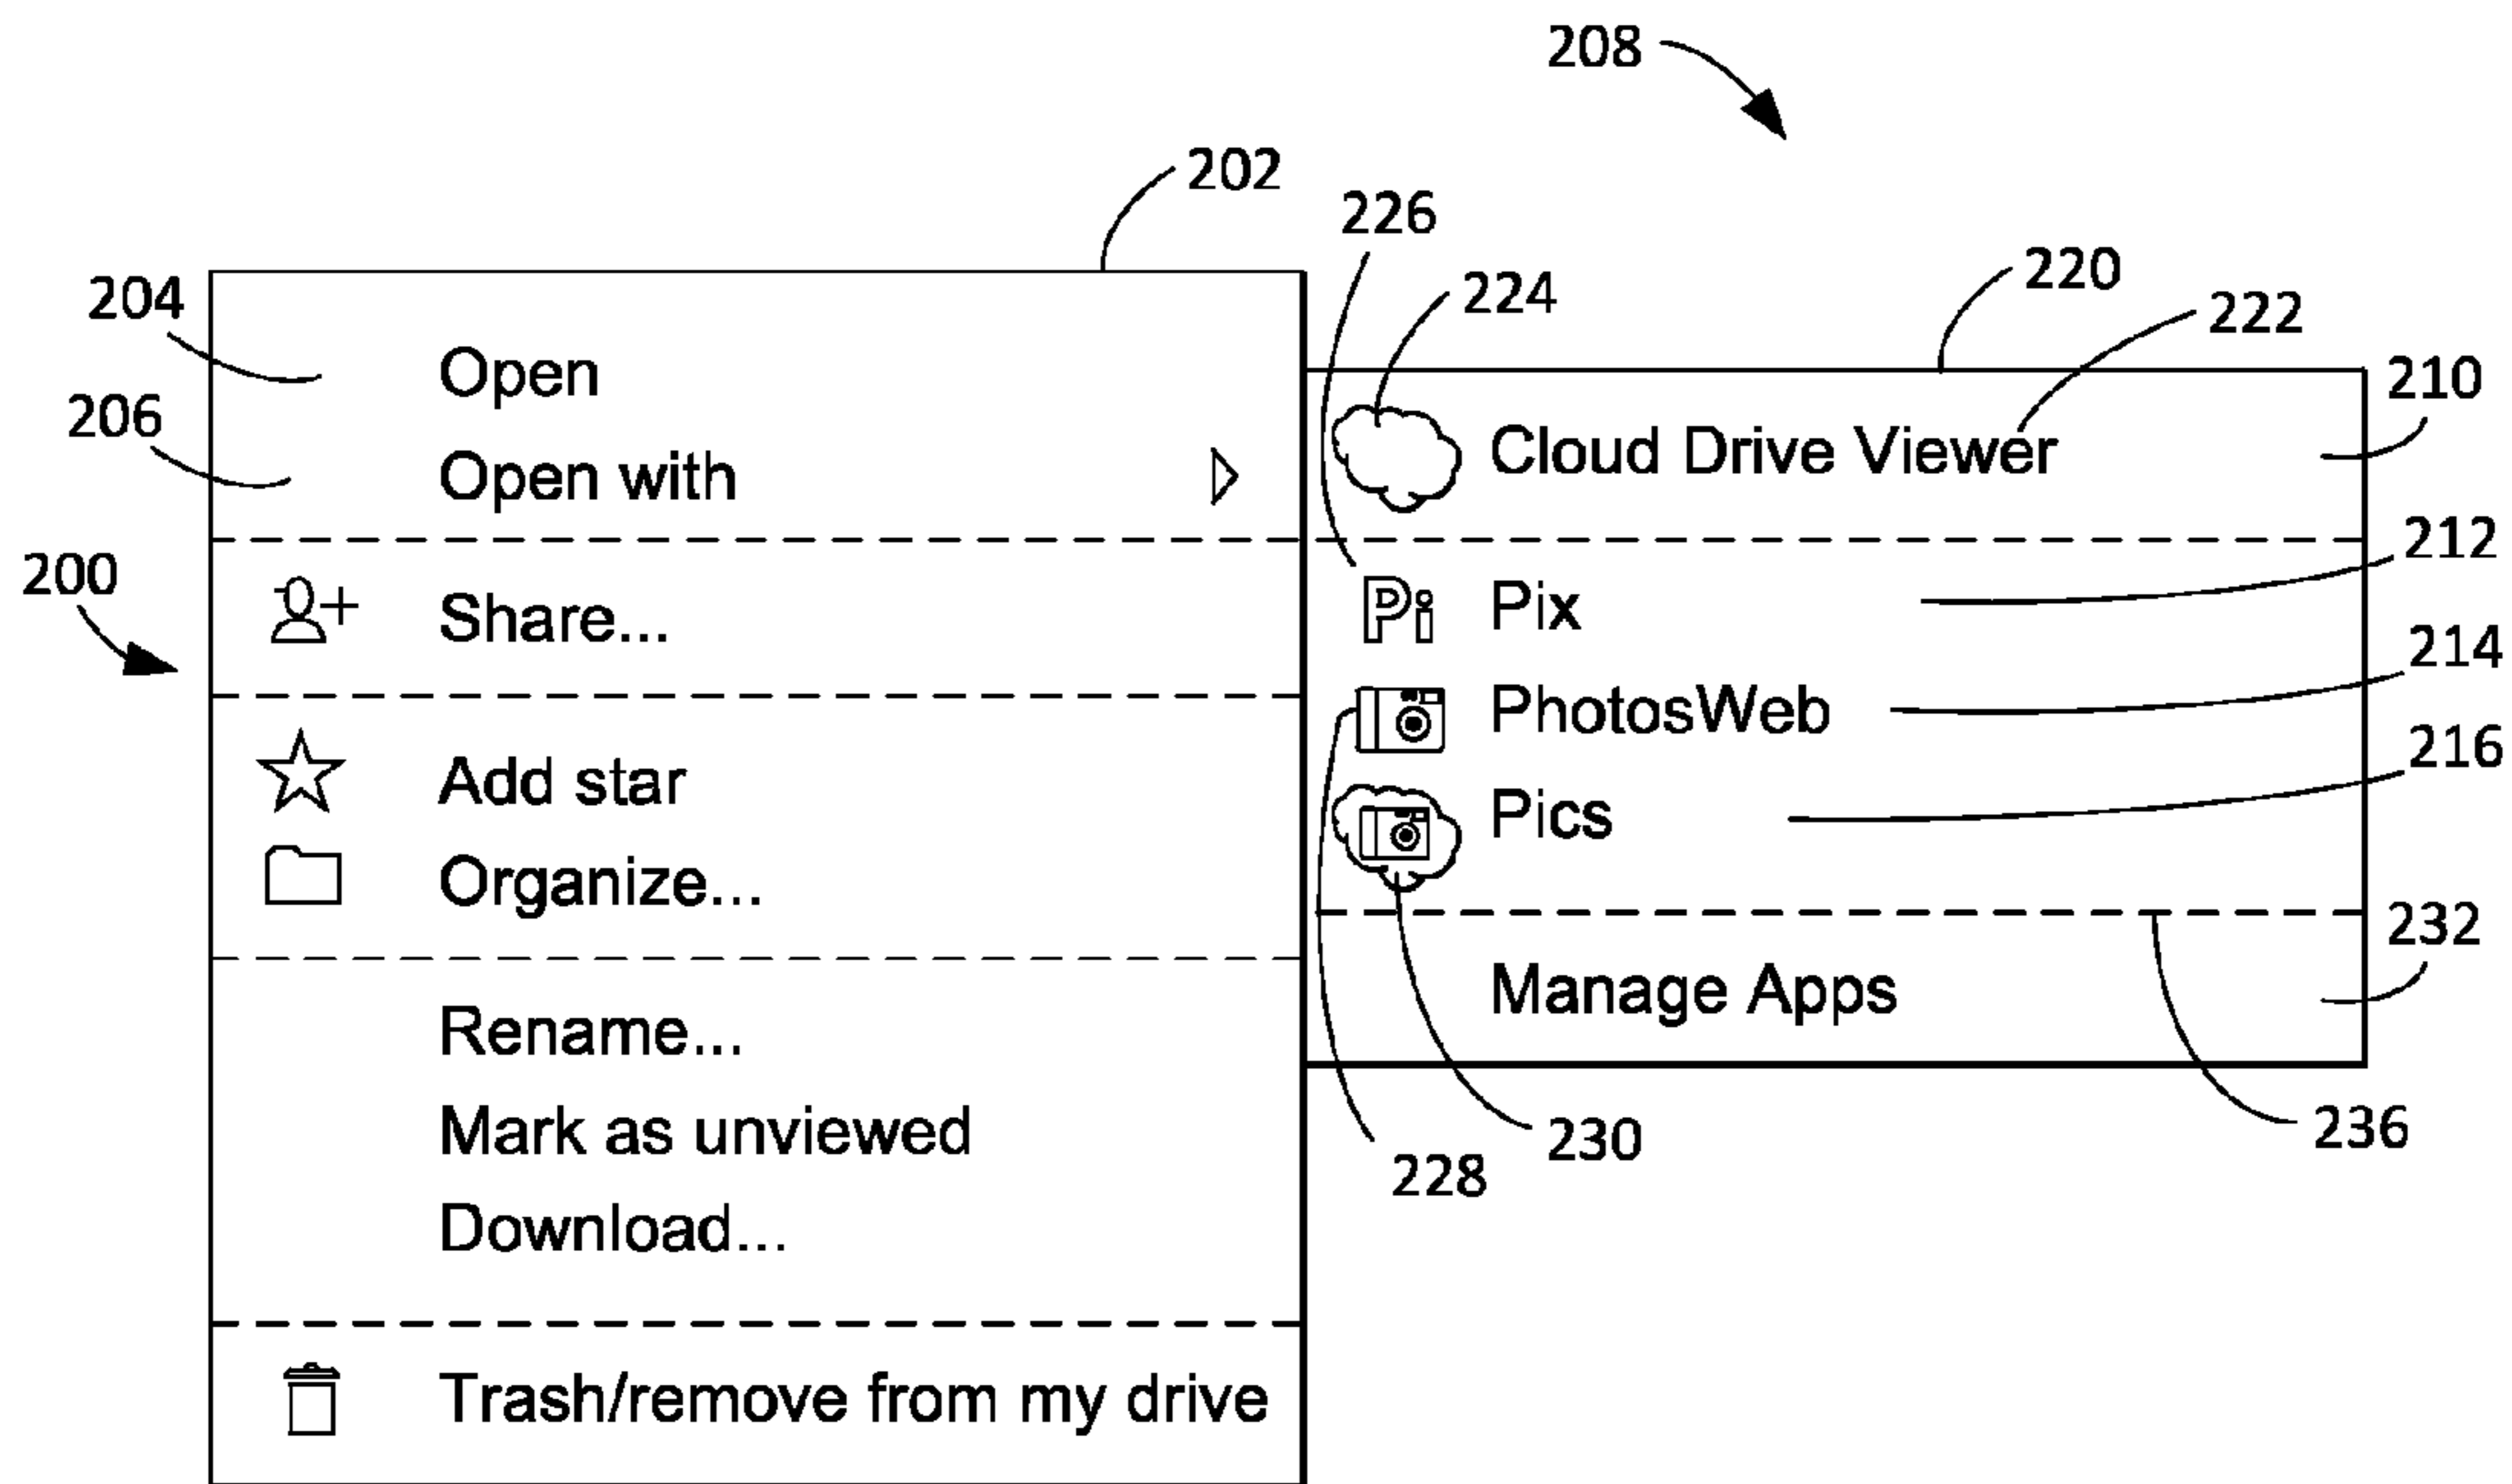 208
202
226
224
220
222
204
206
200
210
212
214
216
232
236
230
228
Open
Open with
Share...
Add star
Organize...
Rename...
Mark as unviewed
Download...
Trash/remove from my drive
Cloud Drive Viewer
Pi Pix
PhotosWeb
Pics
Manage Apps